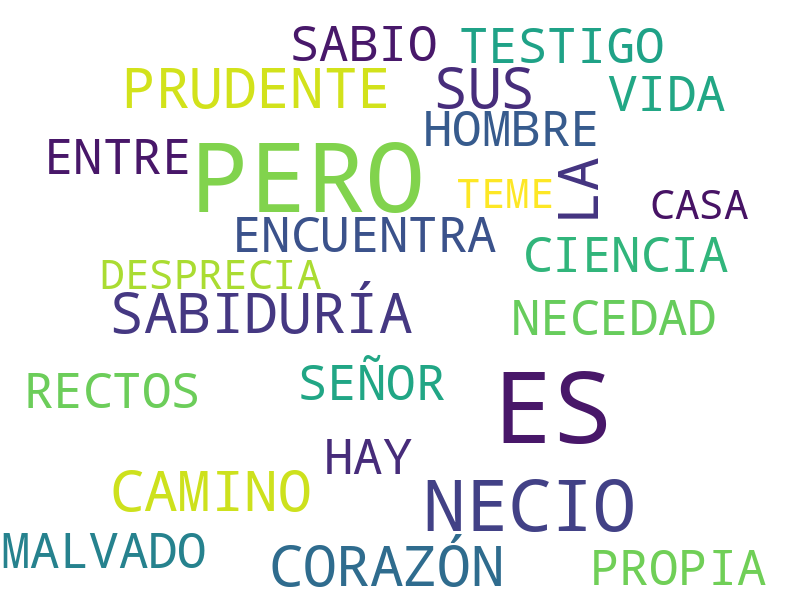 SABIO TESTIGO
PRUDENTE SUS VIDA
HOMBRE
ENTRE PERO TEME LA CASA
ENCUENTRA CIENCIA
DESPRECIA
SABIDURÍA NECEDAD
RECTOS SEÑOR ES
HAY
CAMINO NECIO
MALVADO CORAZÓN PROPIA